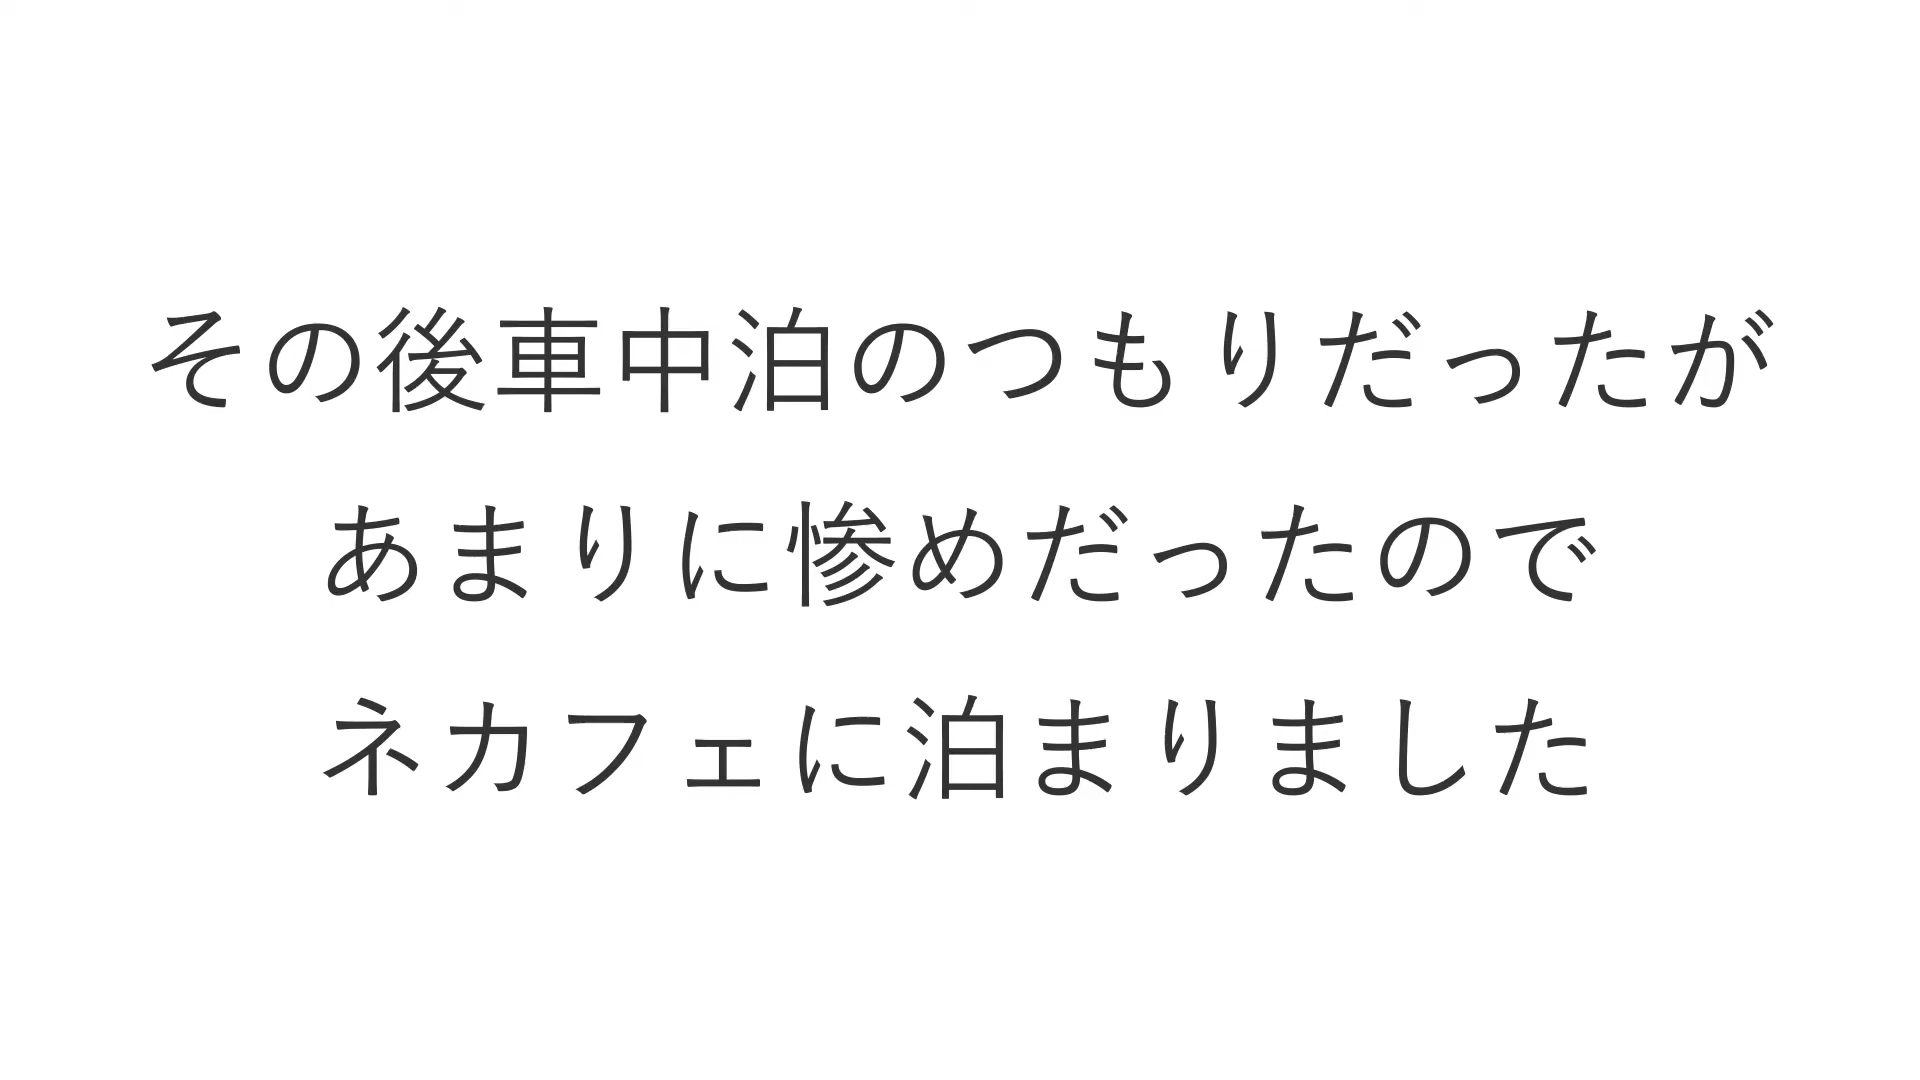 その後車中泊のつもりだったが
あまりに惨めだったので
ネカフェに泊まりました